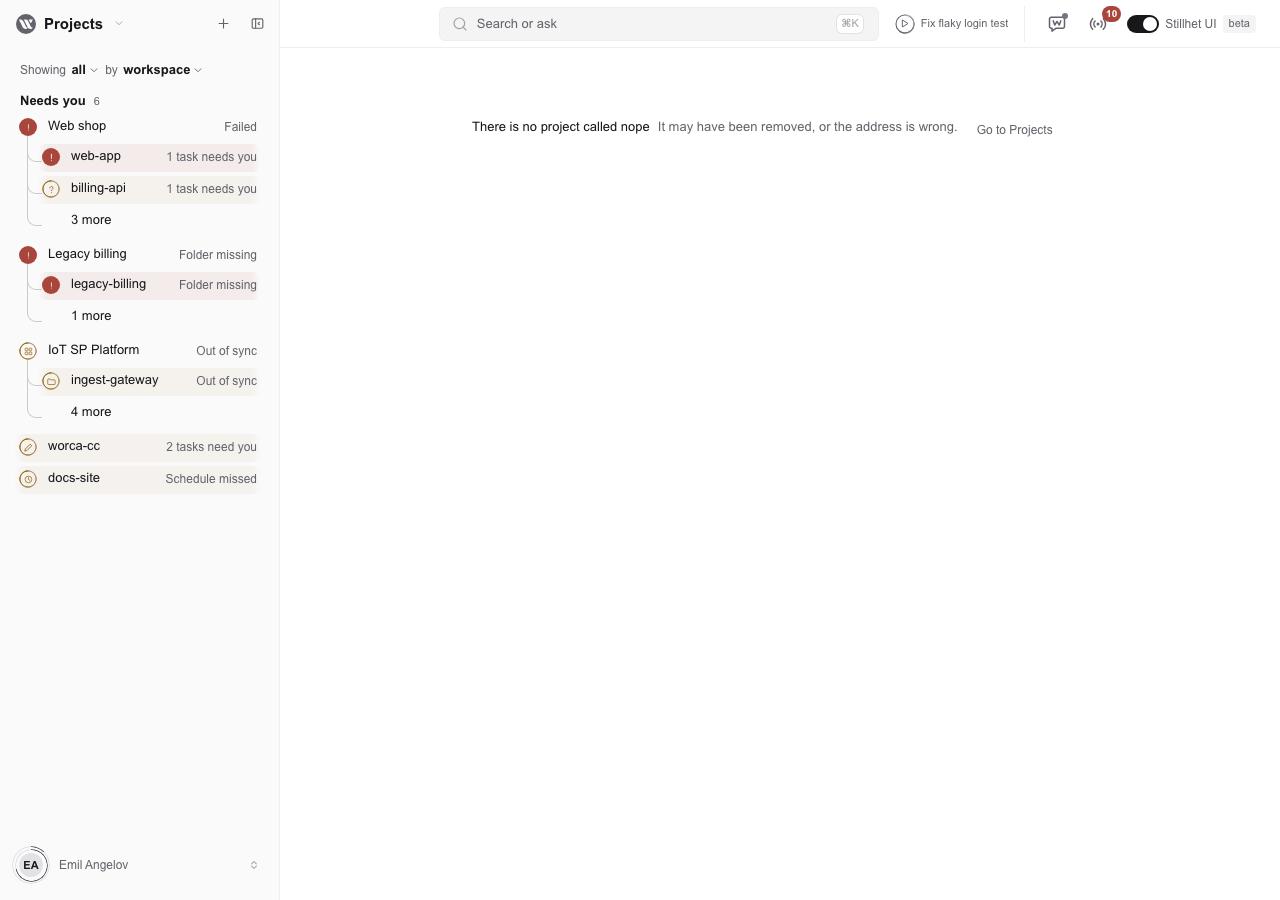 Projects
Search or ask ⌘K
Fix flaky login test
10
Stillhet UI beta
Showing all by workspace
Needs you 6
Web shop Failed
web-app 1 task needs you
billing-api 1 task needs you
3 more
Legacy billing Folder missing
legacy-billing Folder missing
1 more
IoT SP Platform Out of sync
ingest-gateway Out of sync
4 more
worca-cc 2 tasks need you
docs-site Schedule missed
There is no project called nope It may have been removed, or the address is wrong. Go to Projects
EA Emil Angelov